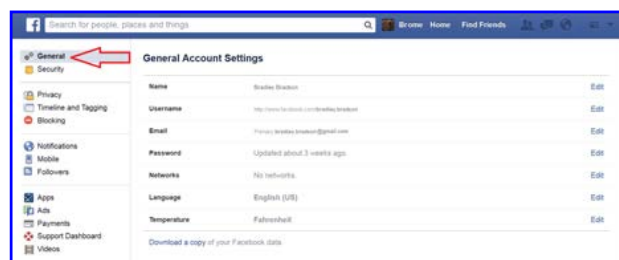 Search for people, places and things
Brome Home Find Friends
General
Security
Privacy
Timeline and Tagging
Blocking
Notifications
Mobile
Followers
Apps
Ads
Payments
Support Dashboard
Videos
General Account Settings
Name Edit
Username Edit
Email Edit
Password Updated about 3 weeks ago. Edit
Networks No networks. Edit
Language English (US) Edit
Temperature Fahrenheit Edit
Download a copy of your Facebook data.